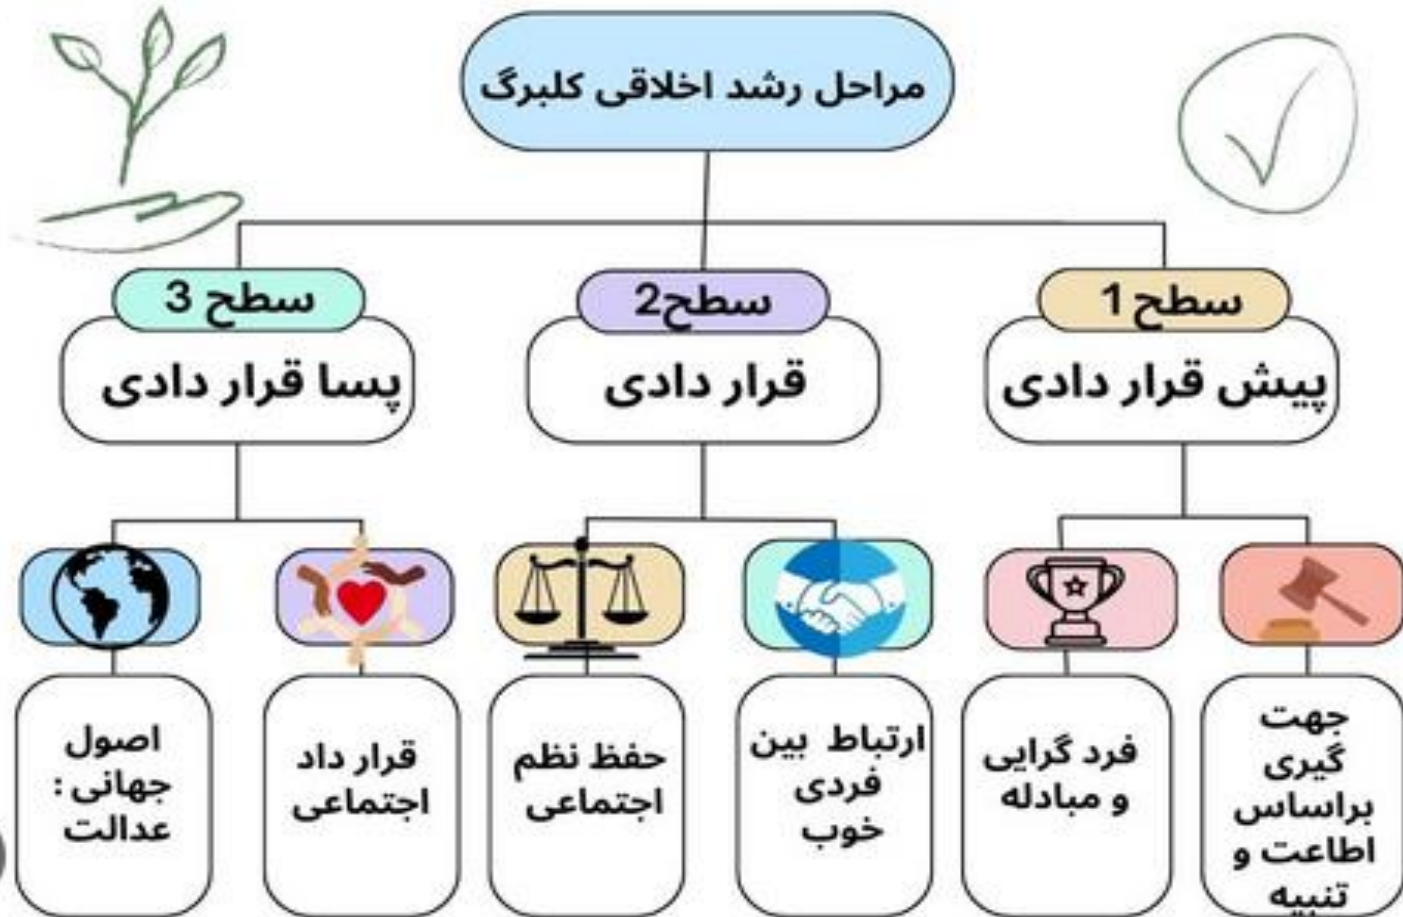 مراحل رشد اخلاقی کلبرگ
سطح 1
پیش قرار دادی
سطح2
قرار دادی
سطح 3
پسا قرار دادی
جهت
گیری
براساس
اطاعت و
تنبیه
فرد گرایی
و مبادله
ارتباط بین
فردی
خوب
حفظ نظم
اجتماعی
قرار داد
اجتماعی
اصول
جهانی :
عدالت